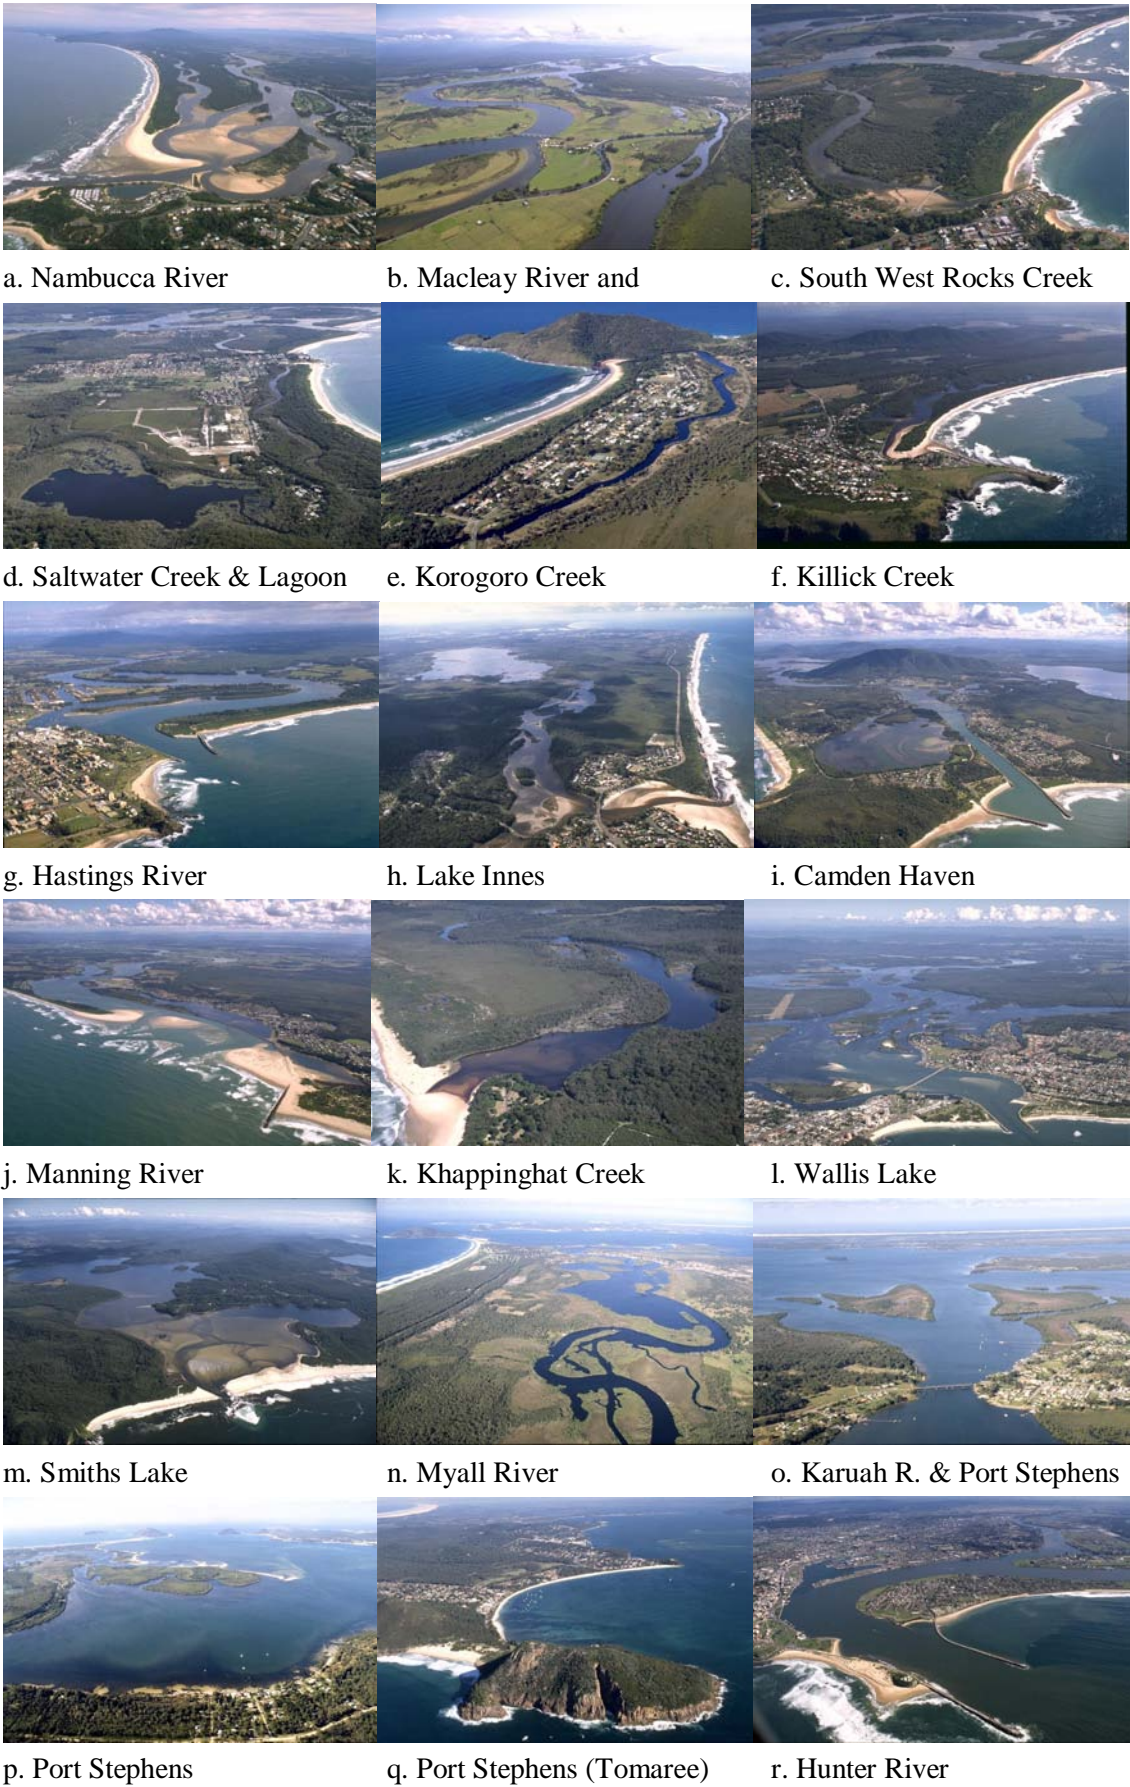 a. Nambucca River
b. Macleay River and
c. South West Rocks Creek
d. Saltwater Creek & Lagoon
e. Korogoro Creek
f. Killick Creek
g. Hastings River
h. Lake Innes
i. Camden Haven
j. Manning River
k. Khappinghat Creek
l. Wallis Lake
m. Smiths Lake
n. Myall River
o. Karuah R. & Port Stephens
p. Port Stephens
q. Port Stephens (Tomaree)
r. Hunter River